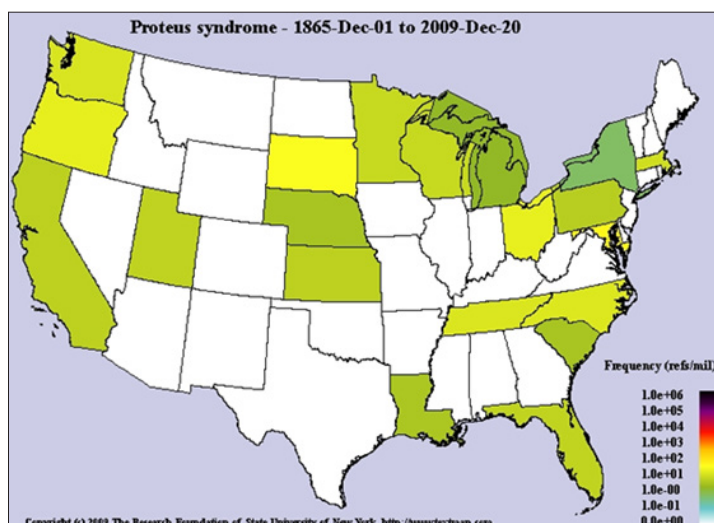 Proteus syndrome - 1865-Dec-01 to 2009-Dec-20
Frequency (refs/mil)
1.0e+06
1.0e+05
1.0e+04
1.0e+03
1.0e+02
1.0e+01
1.0e-00
1.0e-01
0.0e+00
Copyright (c) 2009 The Research Foundation of State University of New York